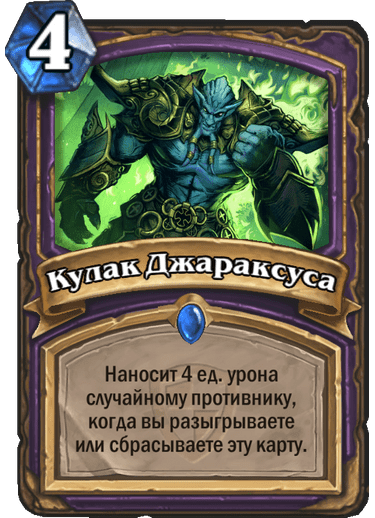 4
Кулак Джараксуса
Наносит 4 ед. урона
случайному противнику,
когда вы разыгрываете
или сбрасываете эту карту.